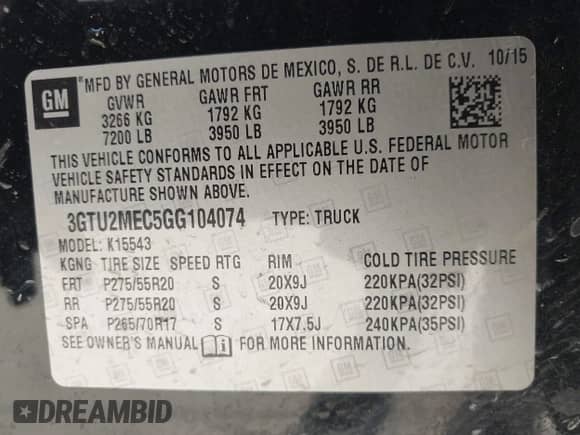 "MFD BY GENERAL MOTORS DE MEXICO, S. DE R.L. DE C.V. 10/15
GM
GVWR GAWR FRT GAWR RR
3266 KG 1792 KG 1792 KG
7200 LB 3950 LB 3950 LB
THIS VEHICLE CONFORMS TO ALL APPLICABLE U.S. FEDERAL MOTOR
VEHICLE SAFETY STANDARDS IN EFFECT ON THE DATE OF
MANUFACTURE SHOWN ABOVE.
3GTU2MEC5GG104074 TYPE: TRUCK
MODEL: K15543
KGNG TIRE SIZE SPEED RTG RIM COLD TIRE PRESSURE
FRT P275/55R20 S 20X9J 220KPA(32PSI)
RR P275/55R20 S 20X9J 220KPA(32PSI)
SPA P265/70R17 S 17X7.5J 240KPA(35PSI)
SEE OWNER'S MANUAL FOR MORE INFORMATION.
DREAMBID